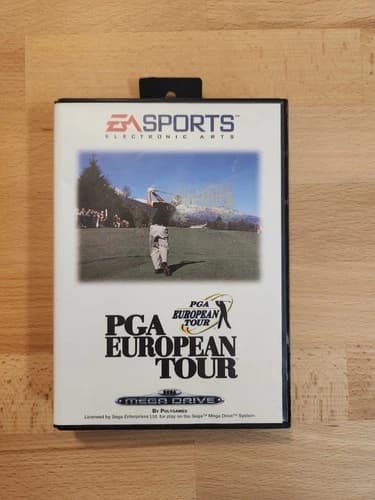 EA SPORTS™
ELECTRONIC ARTS
PGA
EUROPEAN
TOUR
PGA
EUROPEAN
TOUR
MEGA DRIVE
BY POLYGAMES
Licensed by Sega Enterprises Ltd. for play on the Sega™ Mega Drive™ System.